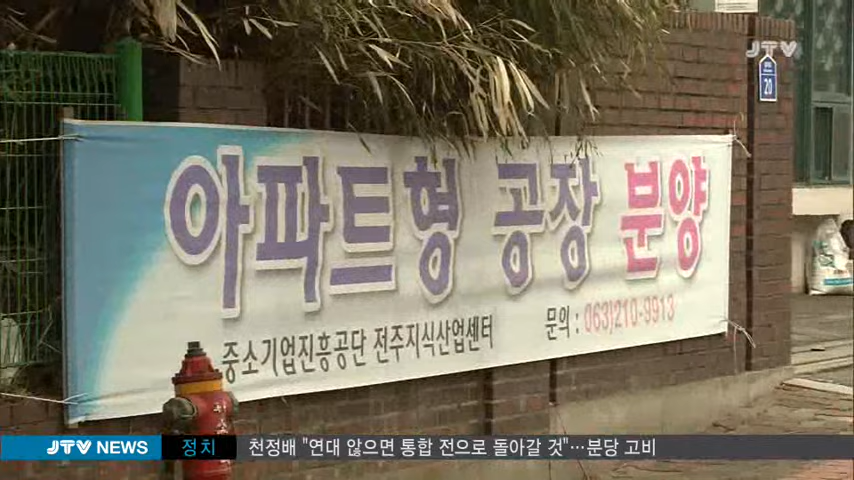 JTV
20
아파트형 공장 분양
중소기업진흥공단 전주지식산업센터 문의 : 063)210-9913
JTV NEWS 정치 천정배 "연대 않으면 통합 전으로 돌아갈 것"...분당 고비